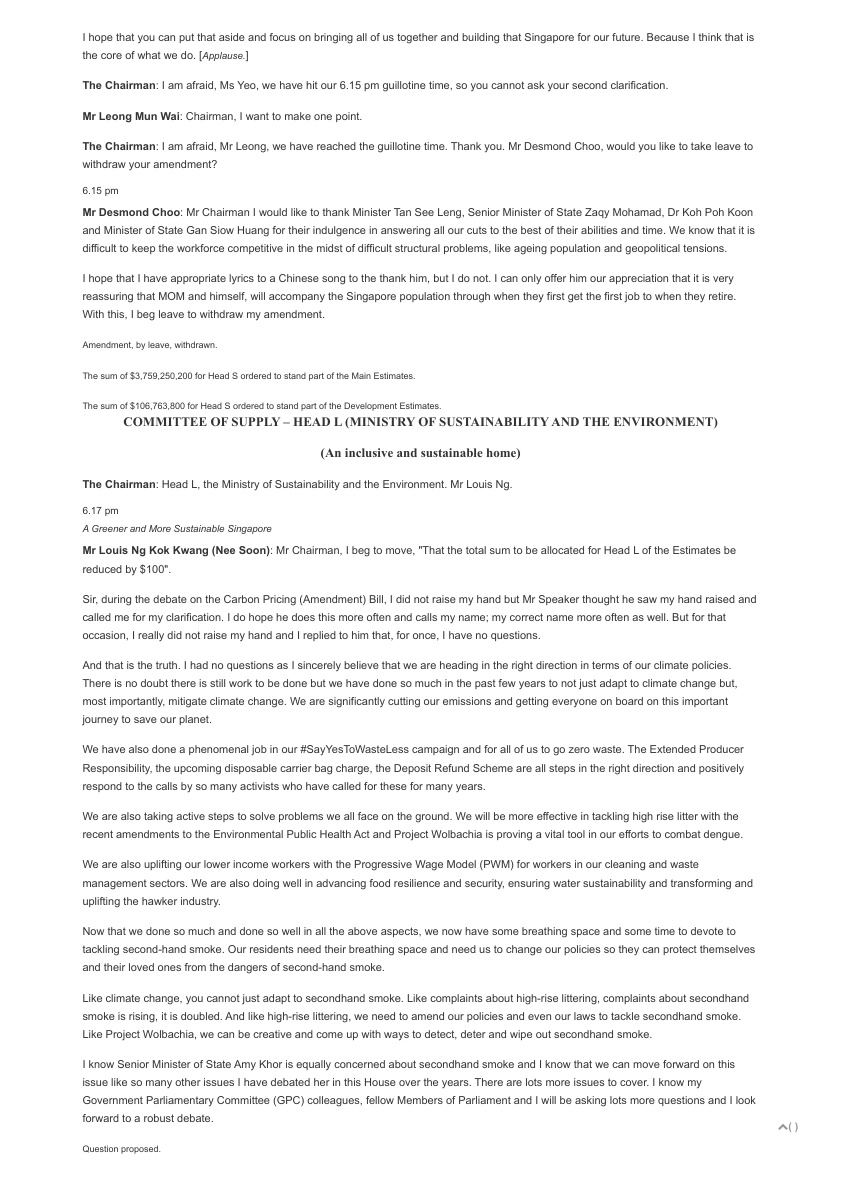 I hope that you can put that aside and focus on bringing all of us together and building that Singapore for our future. Because I think that is
the core of what we do. [Applause.]
The Chairman: I am afraid, Ms Yeo, we have hit our 6.15 pm guillotine time, so you cannot ask your second clarification.
Mr Leong Mun Wai: Chairman, I want to make one point.
The Chairman: I am afraid, Mr Leong, we have reached the guillotine time. Thank you. Mr Desmond Choo, would you like to take leave to
withdraw your amendment?
6.15 pm
Mr Desmond Choo: Mr Chairman I would like to thank Minister Tan See Leng, Senior Minister of State Zaqy Mohamad, Dr Koh Poh Koon
and Minister of State Gan Siow Huang for their indulgence in answering all our cuts to the best of their abilities and time. We know that it is
difficult to keep the workforce competitive in the midst of difficult structural problems, like ageing population and geopolitical tensions.
I hope that I have appropriate lyrics to a Chinese song to the thank him, but I do not. I can only offer him our appreciation that it is very
reassuring that MOM and himself, will accompany the Singapore population through when they first get the first job to when they retire.
With this, I beg leave to withdraw my amendment.
Amendment, by leave, withdrawn.
The sum of $3,759,250,200 for Head S ordered to stand part of the Main Estimates.
The sum of $106,763,800 for Head S ordered to stand part of the Development Estimates.
COMMITTEE OF SUPPLY – HEAD L (MINISTRY OF SUSTAINABILITY AND THE ENVIRONMENT)
(An inclusive and sustainable home)
The Chairman: Head L, the Ministry of Sustainability and the Environment. Mr Louis Ng.
6.17 pm
A Greener and More Sustainable Singapore
Mr Louis Ng Kok Kwang (Nee Soon): Mr Chairman, I beg to move, "That the total sum to be allocated for Head L of the Estimates be
reduced by $100".
Sir, during the debate on the Carbon Pricing (Amendment) Bill, I did not raise my hand but Mr Speaker thought he saw my hand raised and
called me for my clarification. I do hope he does this more often and calls my name; my correct name more often as well. But for that
occasion, I really did not raise my hand and I replied to him that, for once, I have no questions.
And that is the truth. I had no questions as I sincerely believe that we are heading in the right direction in terms of our climate policies.
There is no doubt there is still work to be done but we have done so much in the past few years to not just adapt to climate change but,
most importantly, mitigate climate change. We are significantly cutting our emissions and getting everyone on board on this important
journey to save our planet.
We have also done a phenomenal job in our #SayYesToWasteLess campaign and for all of us to go zero waste. The Extended Producer
Responsibility, the upcoming disposable carrier bag charge, the Deposit Refund Scheme are all steps in the right direction and positively
respond to the calls by so many activists who have called for these for many years.
We are also taking active steps to solve problems we all face on the ground. We will be more effective in tackling high rise litter with the
recent amendments to the Environmental Public Health Act and Project Wolbachia is proving a vital tool in our efforts to combat dengue.
We are also uplifting our lower income workers with the Progressive Wage Model (PWM) for workers in our cleaning and waste
management sectors. We are also doing well in advancing food resilience and security, ensuring water sustainability and transforming and
uplifting the hawker industry.
Now that we done so much and done so well in all the above aspects, we now have some breathing space and some time to devote to
tackling second-hand smoke. Our residents need their breathing space and need us to change our policies so they can protect themselves
and their loved ones from the dangers of second-hand smoke.
Like climate change, you cannot just adapt to secondhand smoke. Like complaints about high-rise littering, complaints about secondhand
smoke is rising, it is doubled. And like high-rise littering, we need to amend our policies and even our laws to tackle secondhand smoke.
Like Project Wolbachia, we can be creative and come up with ways to detect, deter and wipe out secondhand smoke.
I know Senior Minister of State Amy Khor is equally concerned about secondhand smoke and I know that we can move forward on this
issue like so many other issues I have debated her in this House over the years. There are lots more issues to cover. I know my
Government Parliamentary Committee (GPC) colleagues, fellow Members of Parliament and I will be asking lots more questions and I look
forward to a robust debate.
( )
Question proposed.